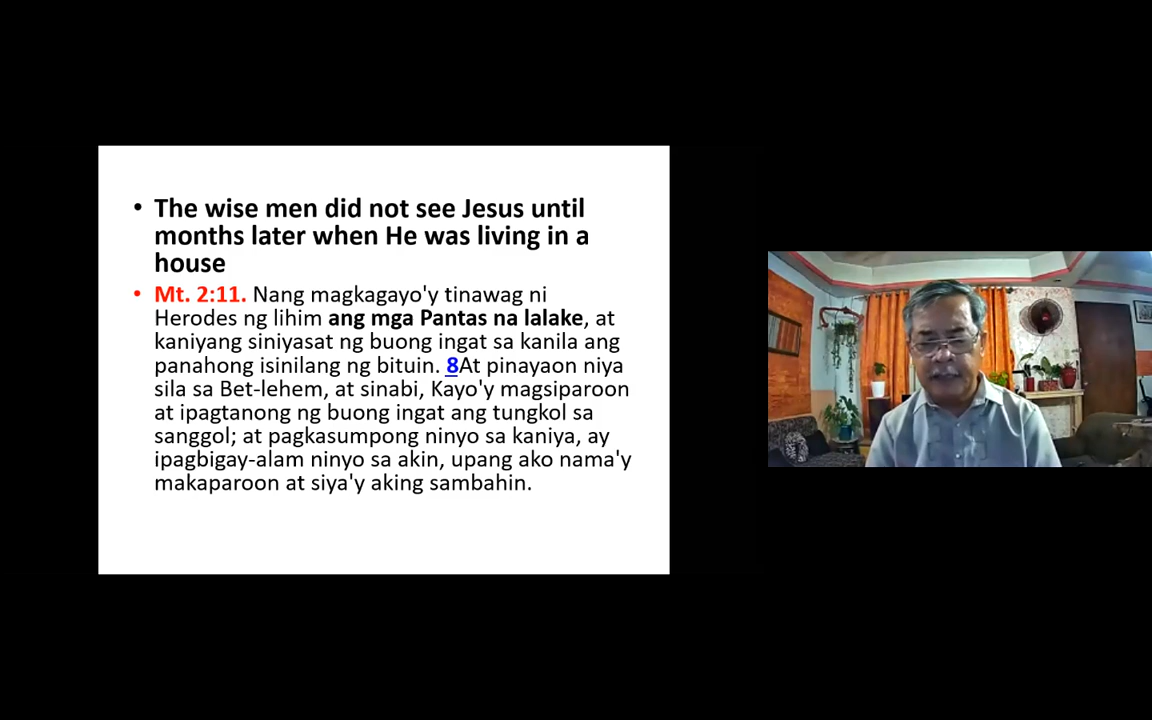 • The wise men did not see Jesus until
months later when He was living in a
house
• Mt. 2:11. Nang magkagayo'y tinawag ni
Herodes ng lihim ang mga Pantas na lalake, at
kaniyang siniyasat ng buong ingat sa kanila ang
panahong isinilang ng bituin. 8At pinayaon niya
sila sa Bet-lehem, at sinabi, Kayo'y magsiparoon
at ipagtanong ng buong ingat ang tungkol sa
sanggol; at pagkasumpong ninyo sa kaniya, ay
ipagbigay-alam ninyo sa akin, upang ako nama'y
makaparoon at siya'y aking sambahin.